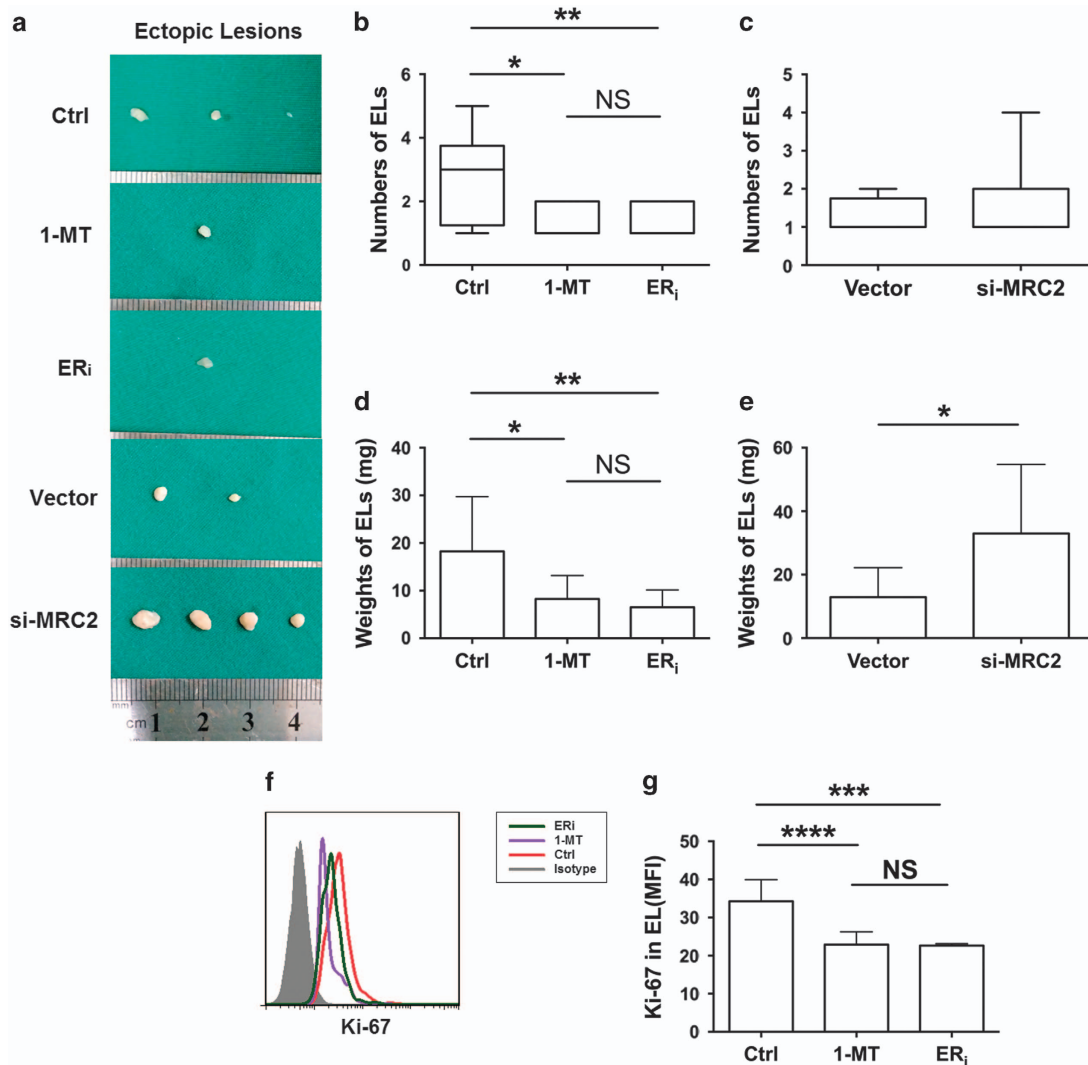 a
Ectopic Lesions
Ctrl
1-MT
ERi
Vector
si-MRC2
mm
cm 1 2 3 4
b
**
*
NS
Numbers of ELs
6
4
2
0
Ctrl 1-MT ERi
c
Numbers of ELs
5
4
3
2
1
0
Vector si-MRC2
d
**
*
NS
Weights of ELs (mg)
40
30
20
10
0
Ctrl 1-MT ERi
e
*
Weights of ELs (mg)
60
40
20
0
Vector si-MRC2
f
ERi
1-MT
Ctrl
Isotype
Ki-67
g
***
****
NS
Ki-67 in EL(MFI)
50
40
30
20
10
0
Ctrl 1-MT ERi